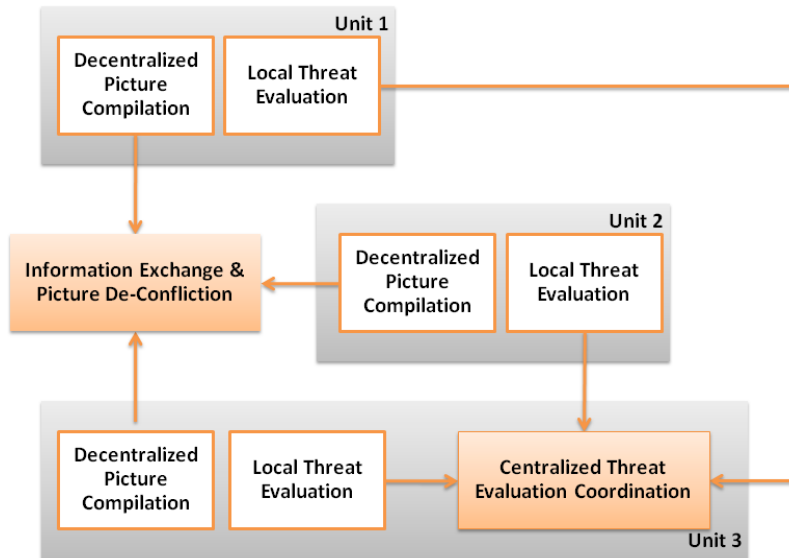 Unit 1
Decentralized
Picture
Compilation
Local Threat
Evaluation
Unit 2
Information Exchange &
Picture De-Confliction
Decentralized
Picture
Compilation
Local Threat
Evaluation
Decentralized
Picture
Compilation
Local Threat
Evaluation
Centralized Threat
Evaluation Coordination
Unit 3